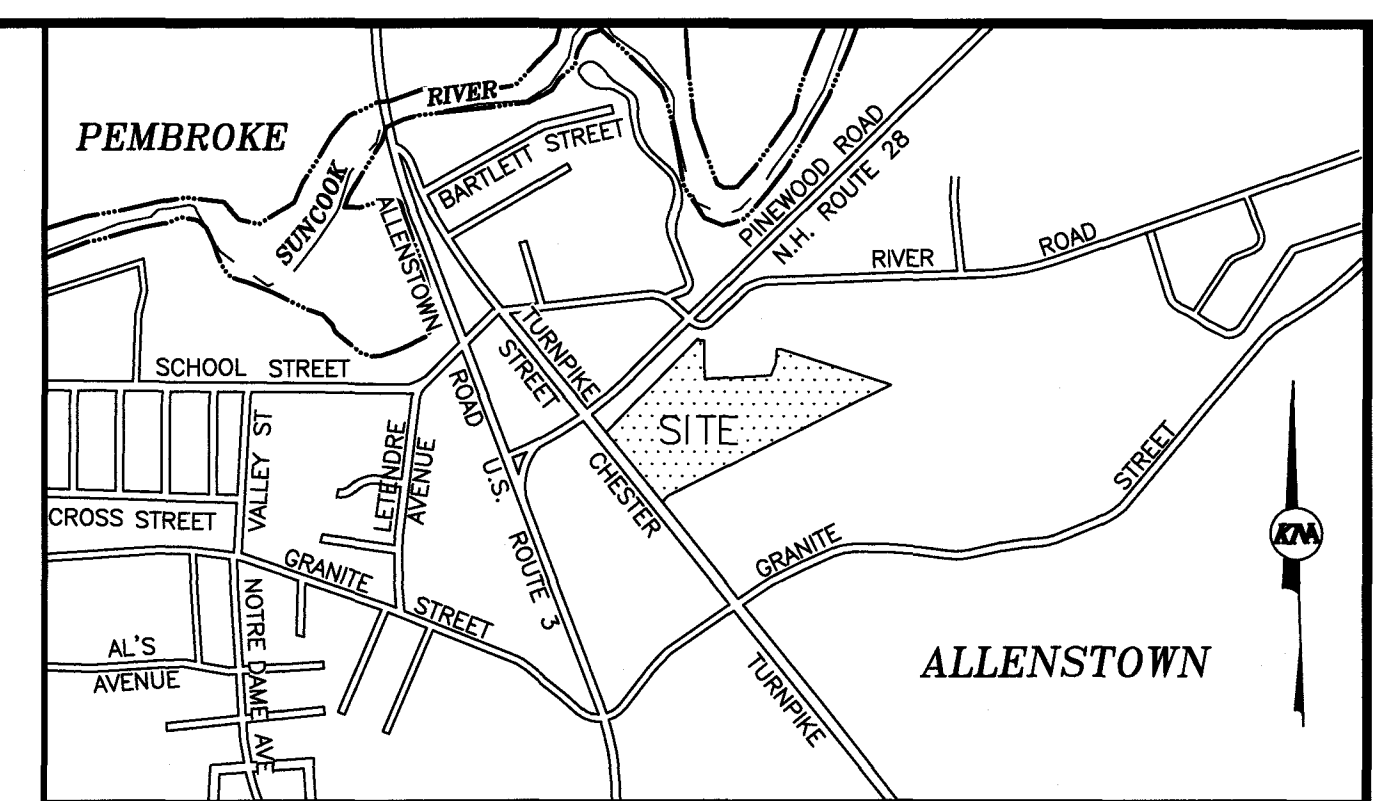 PEMBROKE
SUNCOOK
RIVER
BARTLETT STREET
PINEWOOD ROAD
N.H. ROUTE 28
RIVER ROAD
ALLENSTOWN ROAD
U.S. ROUTE 3
TURNPIKE
STREET
SCHOOL STREET
SITE
VALLEY ST
LETENDRE
AVENUE
CROSS STREET
CHESTER TURNPIKE
GRANITE STREET
GRANITE STREET
NOTRE DAME AVE
AL'S
AVENUE
ALLENSTOWN
KNA